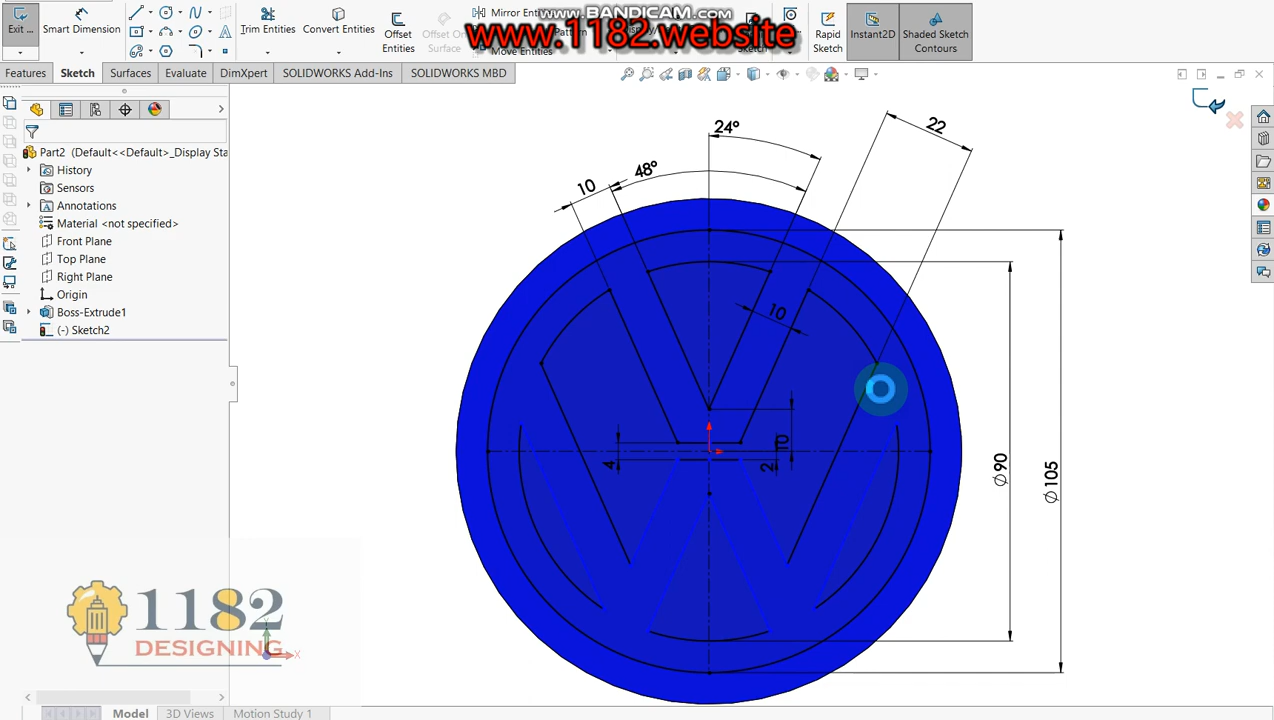 www.BANDICAM.com
www.1182.website
Exit ...
Smart Dimension
Trim Entities
Convert Entities
Offset Entities
Offset On Surface
Mirror Entities
Move Entities
Rapid Sketch
Instant2D
Shaded Sketch Contours
Features
Sketch
Surfaces
Evaluate
DimXpert
SOLIDWORKS Add-Ins
SOLIDWORKS MBD
Part2 (Default<<Default>_Display Sta
History
Sensors
Annotations
Material <not specified>
Front Plane
Top Plane
Right Plane
Origin
Boss-Extrude1
(-) Sketch2
24°
22
48°
10
10
10
4
2
∅90
∅105
1182
DESIGNING
Y
X
Model
3D Views
Motion Study 1